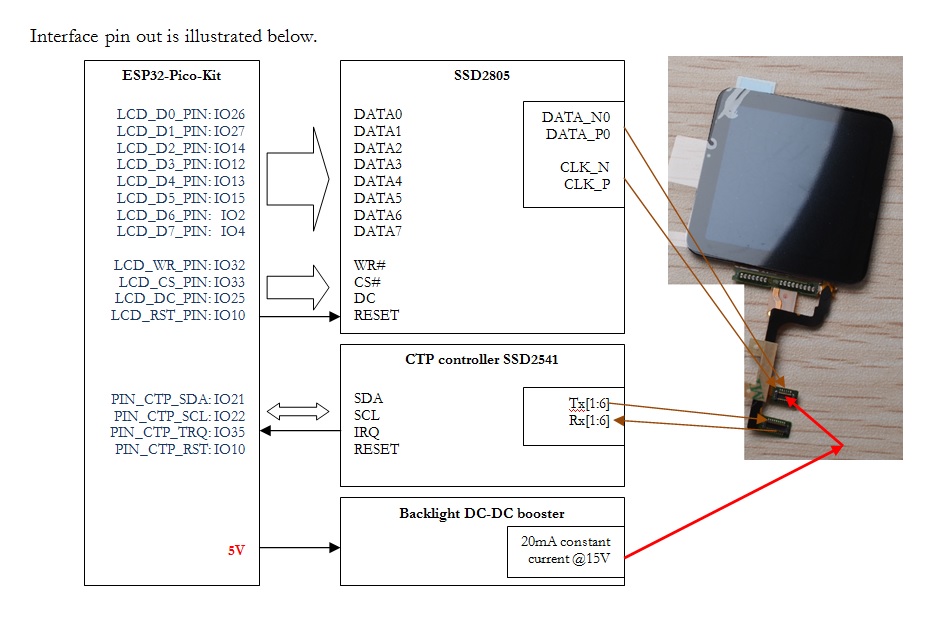 Interface pin out is illustrated below.
ESP32-Pico-Kit
LCD_D0_PIN: IO26
LCD_D1_PIN: IO27
LCD_D2_PIN: IO14
LCD_D3_PIN: IO12
LCD_D4_PIN: IO13
LCD_D5_PIN: IO15
LCD_D6_PIN: IO2
LCD_D7_PIN: IO4
LCD_WR_PIN: IO32
LCD_CS_PIN: IO33
LCD_DC_PIN: IO25
LCD_RST_PIN: IO10
PIN_CTP_SDA: IO21
PIN_CTP_SCL: IO22
PIN_CTP_TRQ: IO35
PIN_CTP_RST: IO10
5V
SSD2805
DATA0
DATA1
DATA2
DATA3
DATA4
DATA5
DATA6
DATA7
WR#
CS#
DC
RESET
DATA_N0
DATA_P0
CLK_N
CLK_P
CTP controller SSD2541
SDA
SCL
IRQ
RESET
Tx[1:6]
Rx[1:6]
Backlight DC-DC booster
20mA constant
current @15V